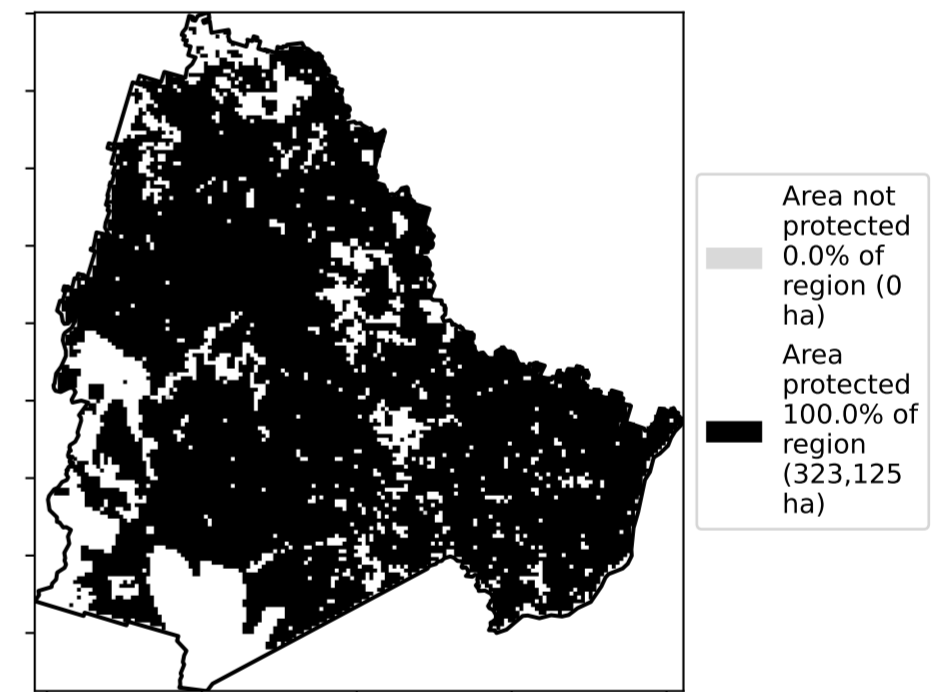 Area not
protected
0.0% of
region (0
ha)
Area
protected
100.0% of
region
(323,125
ha)